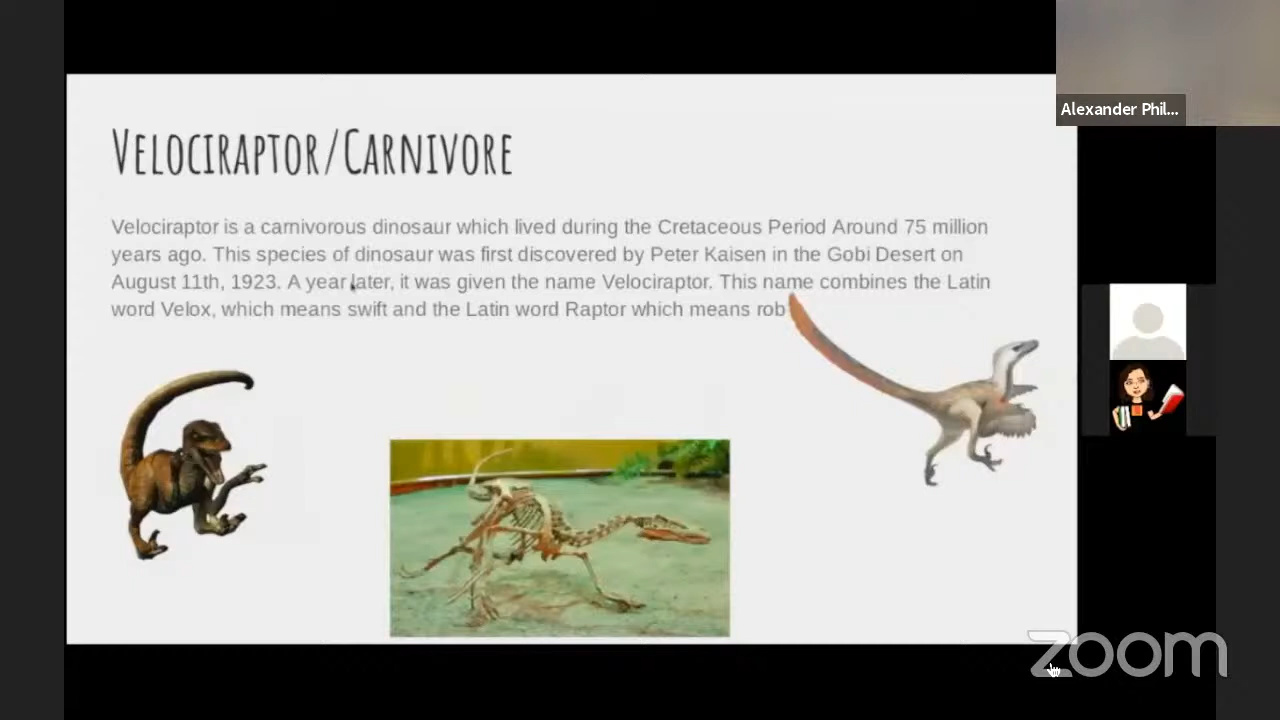 Alexander Phil...
VELOCIRAPTOR/CARNIVORE
Velociraptor is a carnivorous dinosaur which lived during the Cretaceous Period Around 75 million
years ago. This species of dinosaur was first discovered by Peter Kaisen in the Gobi Desert on
August 11th, 1923. A year later, it was given the name Velociraptor. This name combines the Latin
word Velox, which means swift and the Latin word Raptor which means rob
zoom